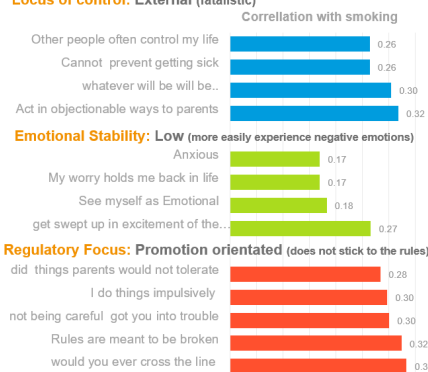 Locus of control: External (fatalistic)
Correllation with smoking
Other people often control my life 0.26
Cannot prevent getting sick 0.26
whatever will be will be.. 0.30
Act in objectionable ways to parents 0.32
Emotional Stability: Low (more easily experience negative emotions)
Anxious 0.17
My worry holds me back in life 0.17
See myself as Emotional 0.18
get swept up in excitement of the... 0.27
Regulatory Focus: Promotion orientated (does not stick to the rules)
did things parents would not tolerate 0.28
I do things impulsively 0.30
not being careful got you into trouble 0.30
Rules are meant to be broken 0.32
would you ever cross the line